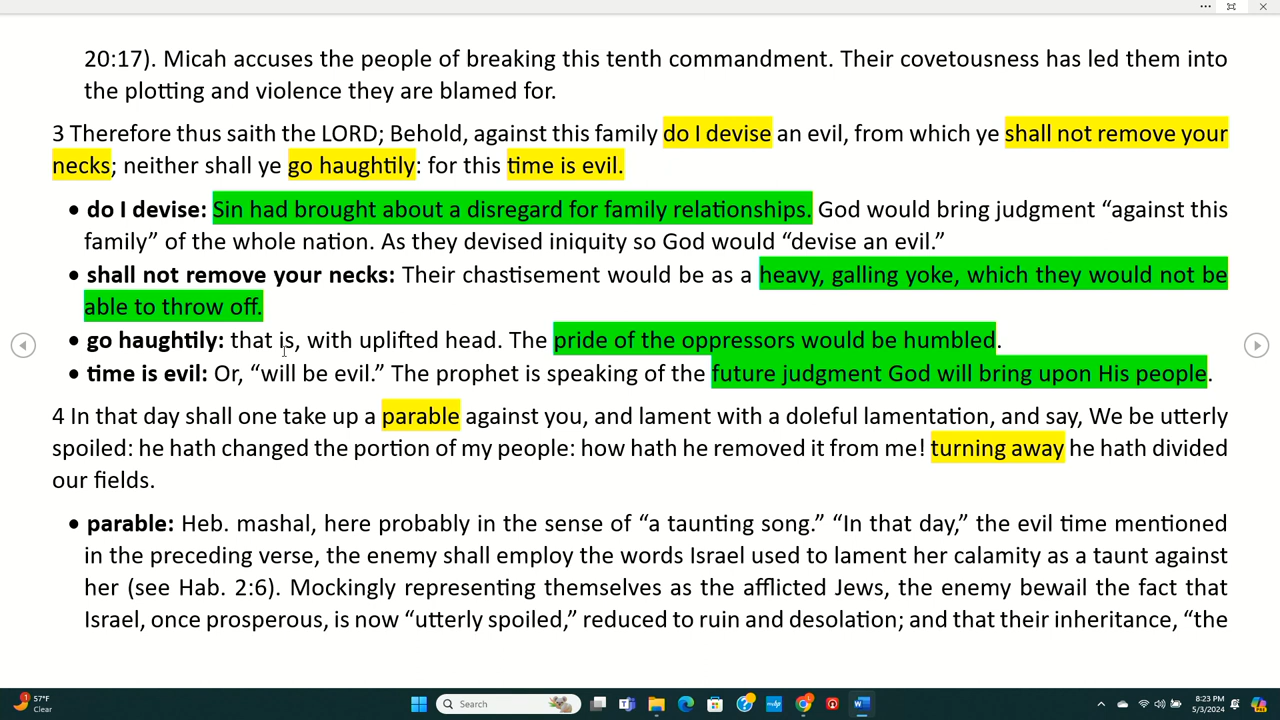 20:17). Micah accuses the people of breaking this tenth commandment. Their covetousness has led them into
the plotting and violence they are blamed for.
3 Therefore thus saith the LORD; Behold, against this family do I devise an evil, from which ye shall not remove your
necks; neither shall ye go haughtily: for this time is evil.
• do I devise: Sin had brought about a disregard for family relationships. God would bring judgment “against this
family” of the whole nation. As they devised iniquity so God would “devise an evil.”
• shall not remove your necks: Their chastisement would be as a heavy, galling yoke, which they would not be
able to throw off.
• go haughtily: that is, with uplifted head. The pride of the oppressors would be humbled.
• time is evil: Or, “will be evil.” The prophet is speaking of the future judgment God will bring upon His people.
4 In that day shall one take up a parable against you, and lament with a doleful lamentation, and say, We be utterly
spoiled: he hath changed the portion of my people: how hath he removed it from me! turning away he hath divided
our fields.
• parable: Heb. mashal, here probably in the sense of “a taunting song.” “In that day,” the evil time mentioned
in the preceding verse, the enemy shall employ the words Israel used to lament her calamity as a taunt against
her (see Hab. 2:6). Mockingly representing themselves as the afflicted Jews, the enemy bewail the fact that
Israel, once prosperous, is now “utterly spoiled,” reduced to ruin and desolation; and that their inheritance, “the
1
57°F
Clear
Search
8:23 PM
5/3/2024